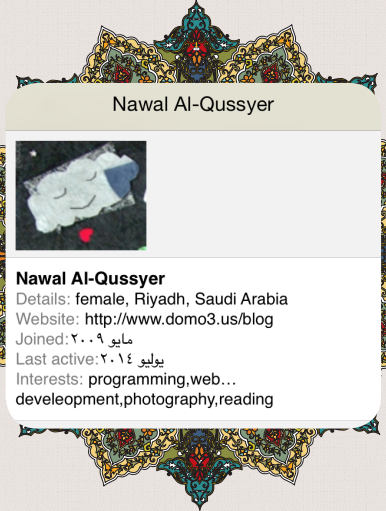 Nawal Al-Qussyer
Nawal Al-Qussyer
Details: female, Riyadh, Saudi Arabia
Website: http://www.domo3.us/blog
Joined: مايو ٢٠٠٩
Last active: يوليو ٢٠١٤
Interests: programming,web…
develeopment,photography,reading